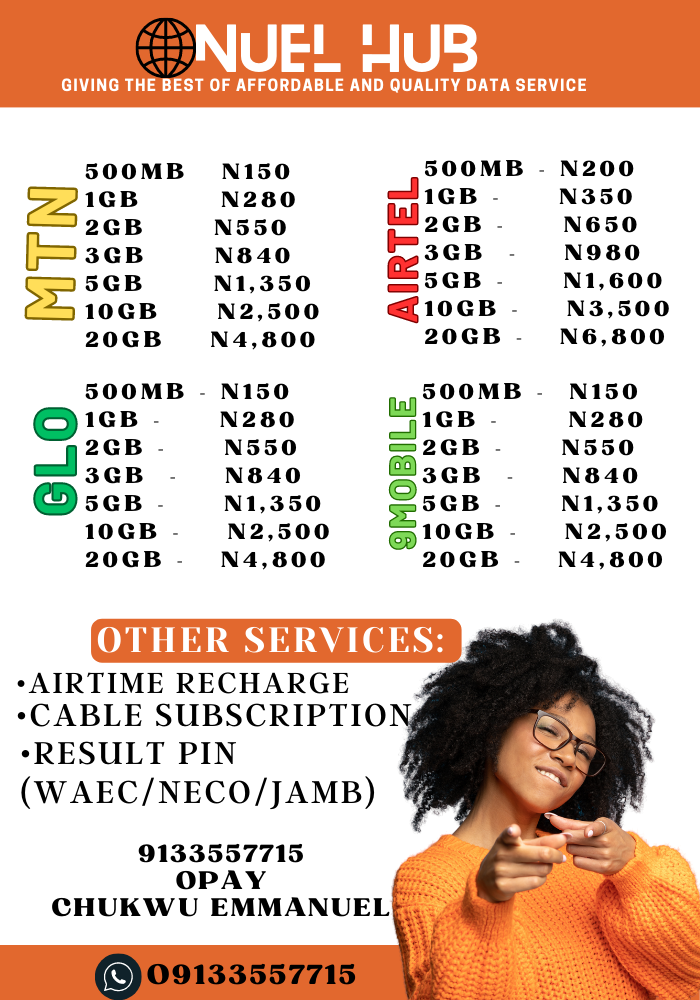 NUEL HUB
GIVING THE BEST OF AFFORDABLE AND QUALITY DATA SERVICE
MTN
500MB N150
1GB N280
2GB N550
3GB N840
5GB N1,350
10GB N2,500
20GB N4,800
AIRTEL
500MB - N200
1GB - N350
2GB - N650
3GB - N980
5GB - N1,600
10GB - N3,500
20GB - N6,800
GLO
500MB - N150
1GB - N280
2GB - N550
3GB - N840
5GB - N1,350
10GB - N2,500
20GB - N4,800
9MOBILE
500MB - N150
1GB - N280
2GB - N550
3GB - N840
5GB - N1,350
10GB - N2,500
20GB - N4,800
OTHER SERVICES:
•AIRTIME RECHARGE
•CABLE SUBSCRIPTION
•RESULT PIN
(WAEC/NECO/JAMB)
9133557715
OPAY
CHUKWU EMMANUEL
09133557715